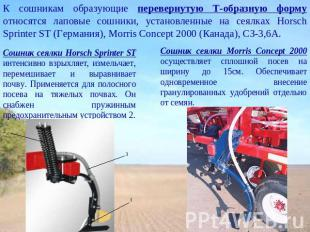 К сошникам образующие перевернутую Т-образную форму
относятся лаповые сошники, установленные на сеялках Horsch
Sprinter ST (Германия), Morris Concept 2000 (Канада), СЗ-3,6А.
Сошник сеялки Horsch Sprinter ST
интенсивно взрыхляет, измельчает,
перемешивает и выравнивает
почву. Применяется для полосного
посева на тяжелых почвах. Он
снабжен пружинным
предохранительным устройством 2.
Сошник сеялки Morris Concept 2000
осуществляет сплошной посев на
ширину до 15см. Обеспечивает
одновременное внесение
гранулированных удобрений отдельно
от семян.
PPt4WEB.ru